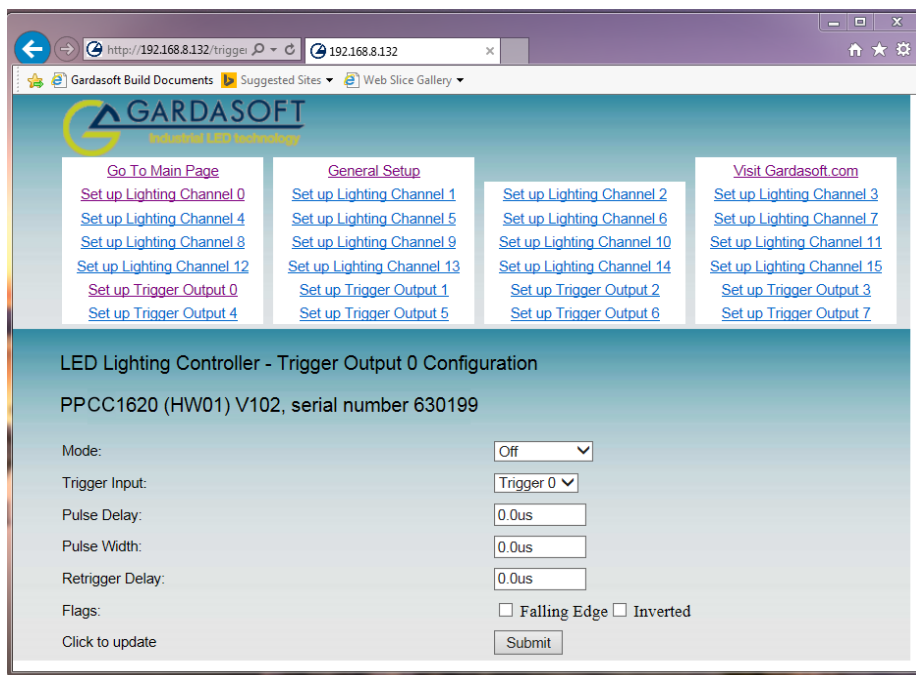 http://192.168.8.132/trigger
192.168.8.132
Gardasoft Build Documents Suggested Sites Web Slice Gallery
GARDASOFT
Industrial LED technology
Go To Main Page General Setup Visit Gardasoft.com
Set up Lighting Channel 0 Set up Lighting Channel 1 Set up Lighting Channel 2 Set up Lighting Channel 3
Set up Lighting Channel 4 Set up Lighting Channel 5 Set up Lighting Channel 6 Set up Lighting Channel 7
Set up Lighting Channel 8 Set up Lighting Channel 9 Set up Lighting Channel 10 Set up Lighting Channel 11
Set up Lighting Channel 12 Set up Lighting Channel 13 Set up Lighting Channel 14 Set up Lighting Channel 15
Set up Trigger Output 0 Set up Trigger Output 1 Set up Trigger Output 2 Set up Trigger Output 3
Set up Trigger Output 4 Set up Trigger Output 5 Set up Trigger Output 6 Set up Trigger Output 7
LED Lighting Controller - Trigger Output 0 Configuration
PPCC1620 (HW01) V102, serial number 630199
Mode: Off
Trigger Input: Trigger 0
Pulse Delay: 0.0us
Pulse Width: 0.0us
Retrigger Delay: 0.0us
Flags: Falling Edge Inverted
Click to update Submit